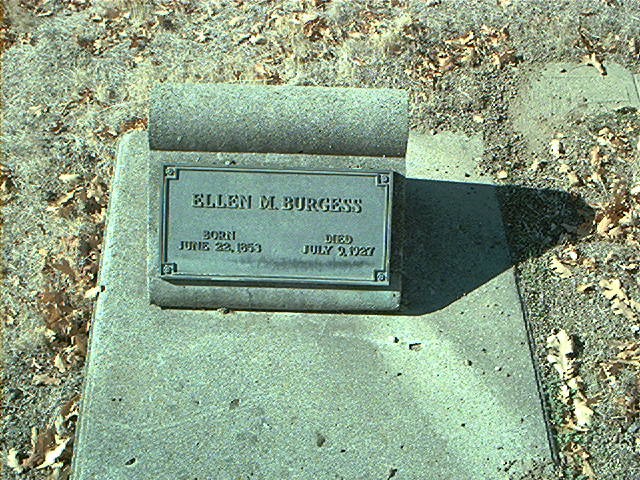 ELLEN M. BURGESS
BORN DIED
JUNE 22, 1853 JULY 9, 1927